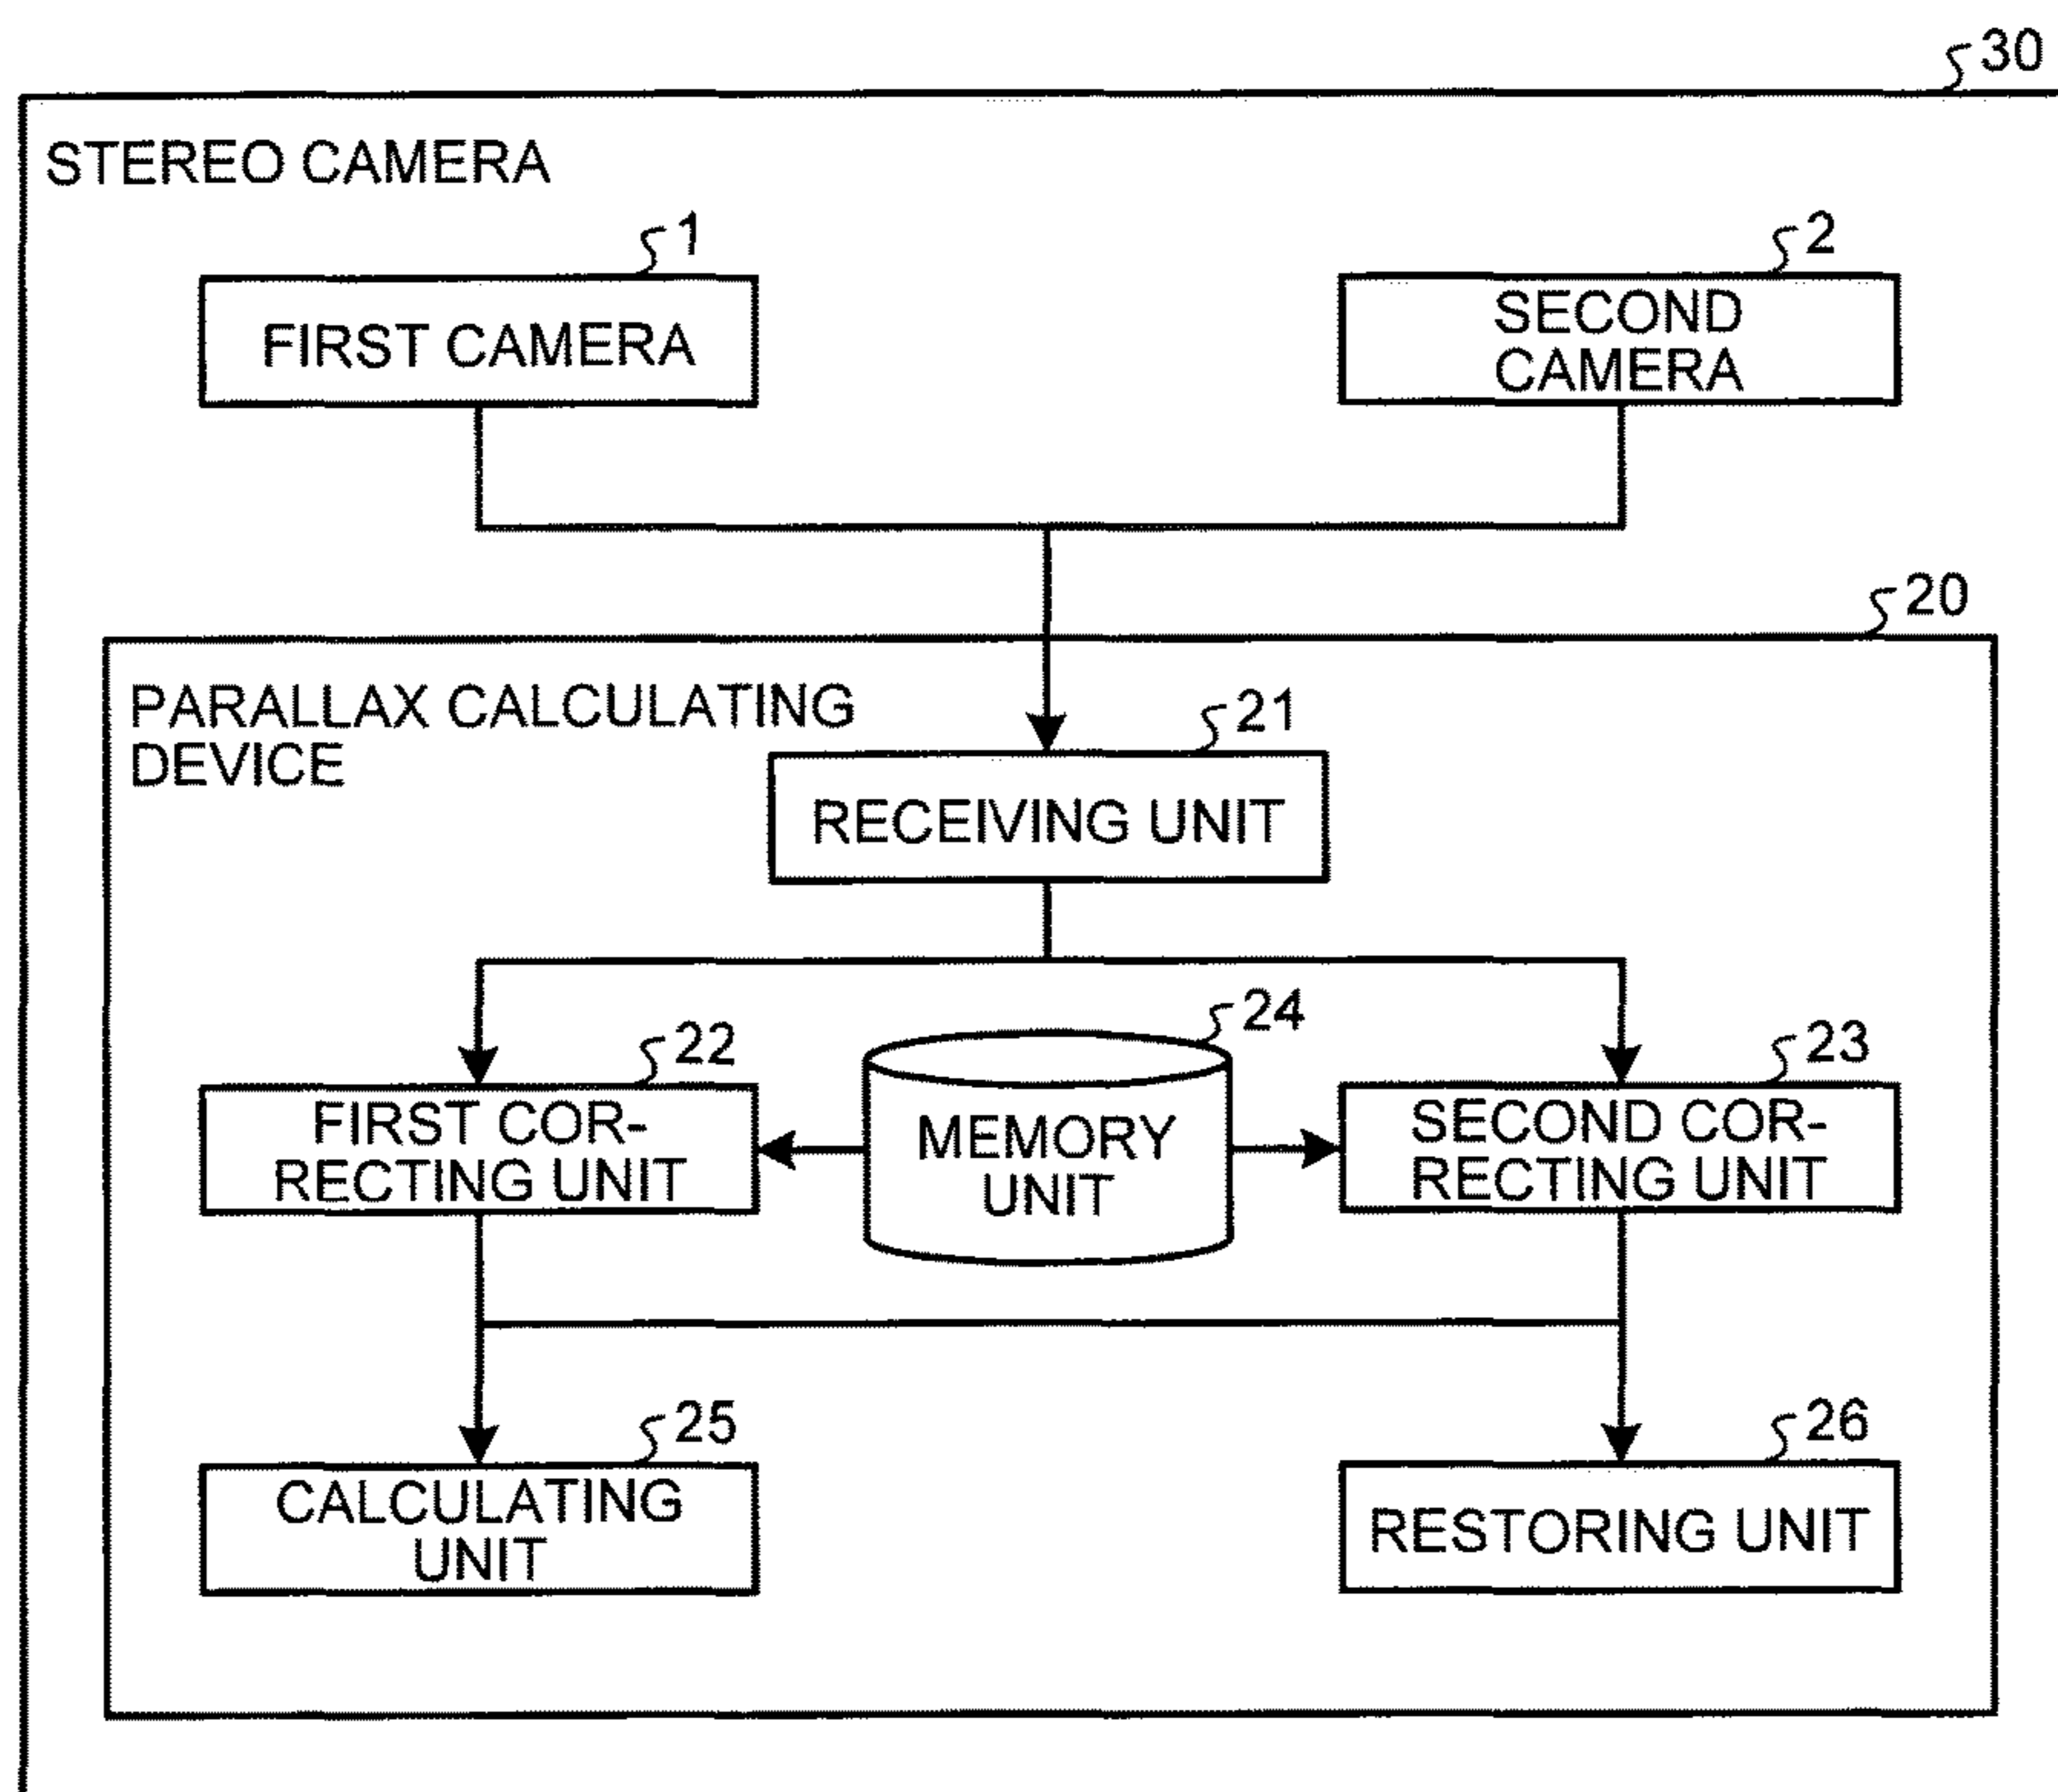 30
STEREO CAMERA
1
FIRST CAMERA
2
SECOND
CAMERA
20
PARALLAX CALCULATING
DEVICE
21
RECEIVING UNIT
22
FIRST COR-
RECTING UNIT
24
MEMORY
UNIT
23
SECOND COR-
RECTING UNIT
25
CALCULATING
UNIT
26
RESTORING UNIT